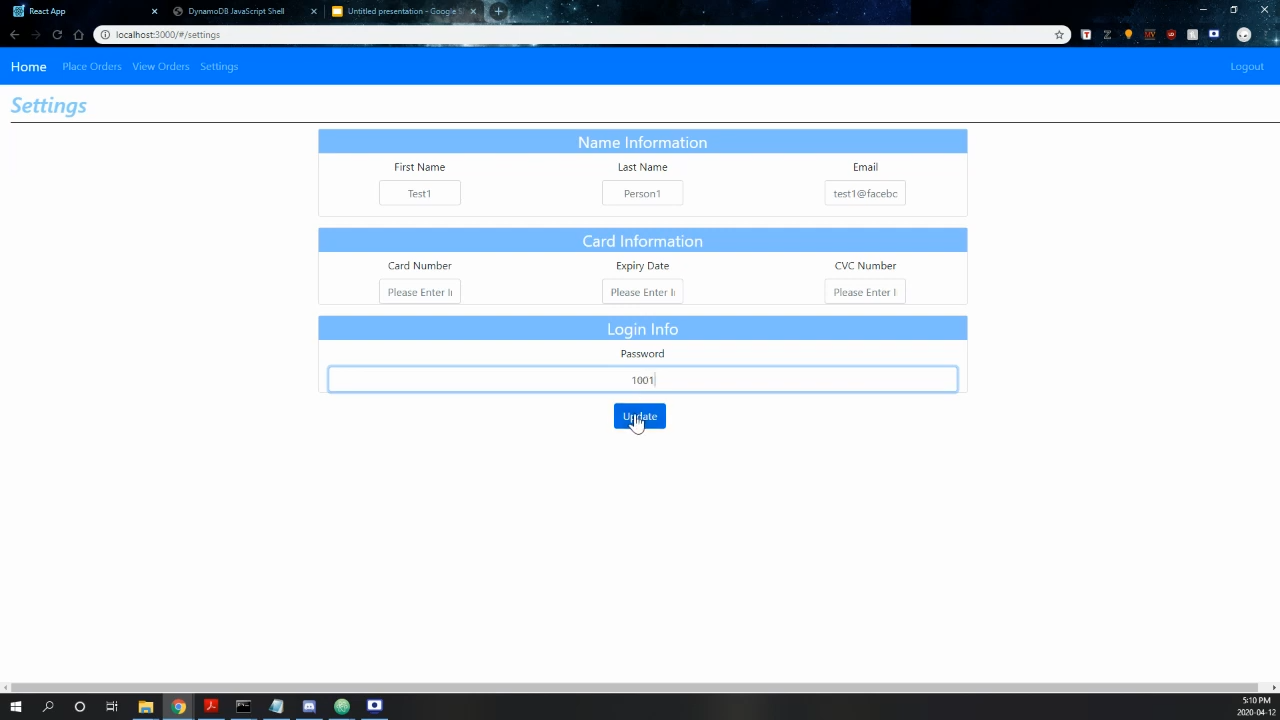 React App
DynamoDB JavaScript Shell
Untitled presentation - Google
localhost:3000/#/settings
Home Place Orders View Orders Settings Logout
Settings
Name Information
First Name Last Name Email
Test1 Person1 test1@facebc
Card Information
Card Number Expiry Date CVC Number
Please Enter I Please Enter I Please Enter I
Login Info
Password
1001
Update
5:10 PM
2020-04-12